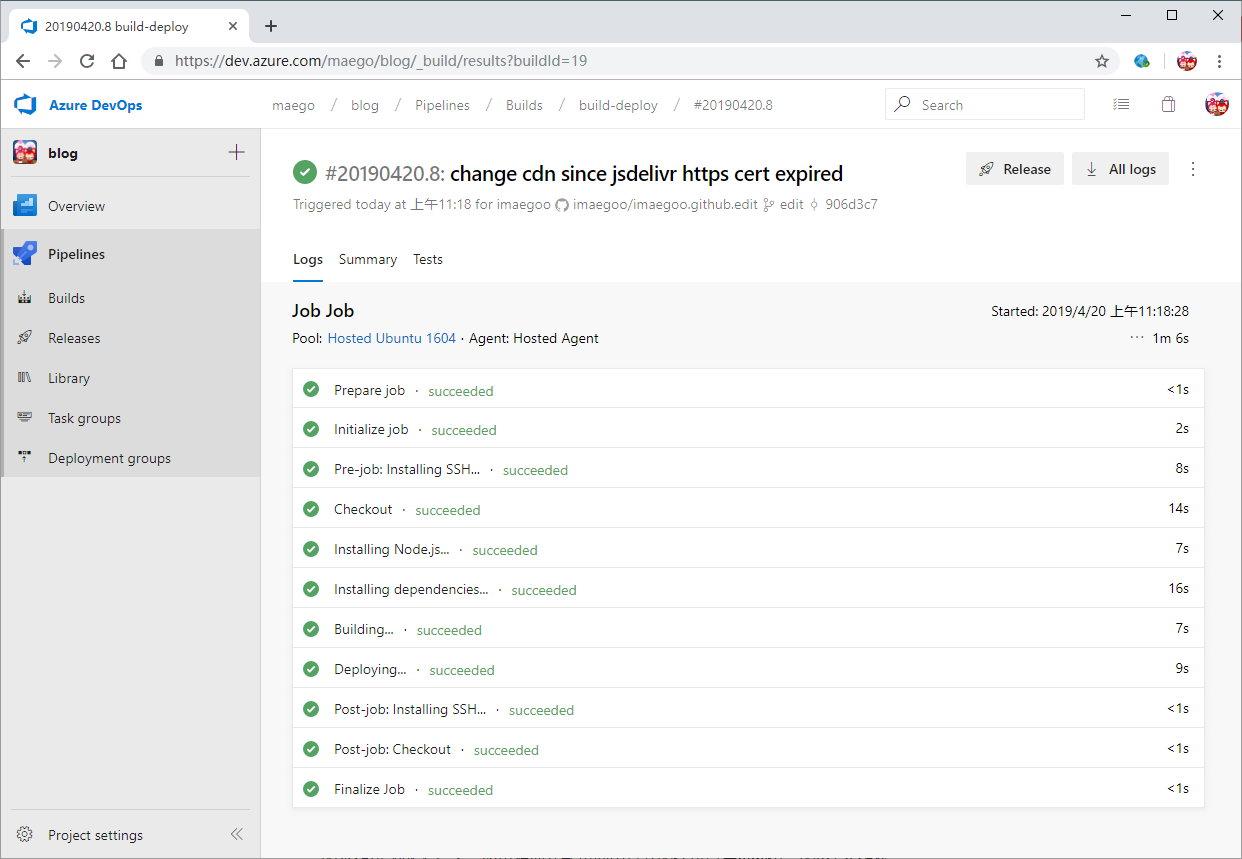 20190420.8 build-deploy
https://dev.azure.com/maego/blog/_build/results?buildId=19
Azure DevOps
maego / blog / Pipelines / Builds / build-deploy / #20190420.8
Search
blog
Overview
Pipelines
Builds
Releases
Library
Task groups
Deployment groups
Project settings
#20190420.8: change cdn since jsdelivr https cert expired
Release
All logs
Triggered today at 上午11:18 for imaegoo imaegoo/imaegoo.github.edit edit 906d3c7
Logs Summary Tests
Job Job
Started: 2019/4/20 上午11:18:28
Pool: Hosted Ubuntu 1604 · Agent: Hosted Agent
··· 1m 6s
Prepare job · succeeded <1s
Initialize job · succeeded 2s
Pre-job: Installing SSH... · succeeded 8s
Checkout · succeeded 14s
Installing Node.js... · succeeded 7s
Installing dependencies... · succeeded 16s
Building... · succeeded 7s
Deploying... · succeeded 9s
Post-job: Installing SSH... · succeeded <1s
Post-job: Checkout · succeeded <1s
Finalize Job · succeeded <1s